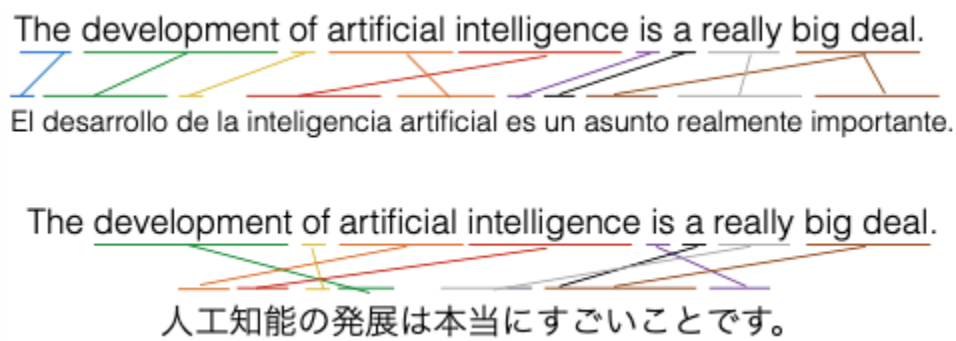 The development of artificial intelligence is a really big deal.
El desarrollo de la inteligencia artificial es un asunto realmente importante.
The development of artificial intelligence is a really big deal.
人工知能の発展は本当にすごいことです。